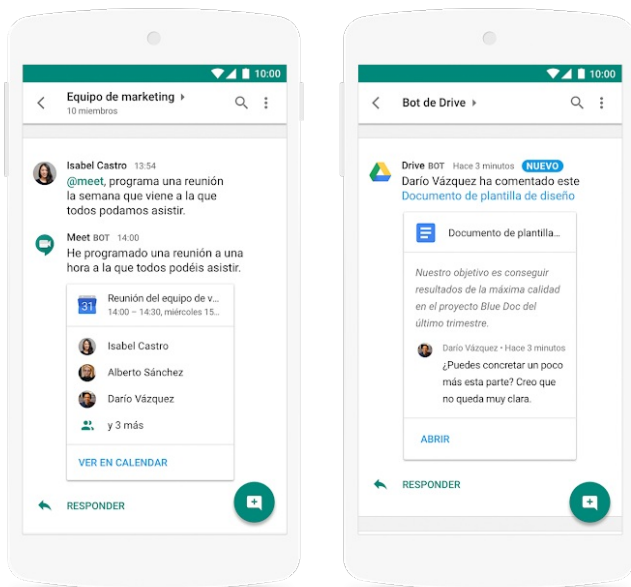 10:00
Equipo de marketing
10 miembros
Isabel Castro 13:54
@meet, programa una reunión
la semana que viene a la que
todos podamos asistir.
Meet BOT 14:00
He programado una reunión a una
hora a la que todos podéis asistir.
31
Reunión del equipo de v...
14:00 – 14:30, miércoles 15...
Isabel Castro
Alberto Sánchez
Darío Vázquez
y 3 más
VER EN CALENDAR
RESPONDER
10:00
Bot de Drive
Drive BOT Hace 3 minutos NUEVO
Darío Vázquez ha comentado este
Documento de plantilla de diseño
Documento de plantilla...
Nuestro objetivo es conseguir
resultados de la máxima calidad
en el proyecto Blue Doc del
último trimestre.
Darío Vázquez • Hace 3 minutos
¿Puedes concretar un poco
más esta parte? Creo que
no queda muy clara.
ABRIR
RESPONDER